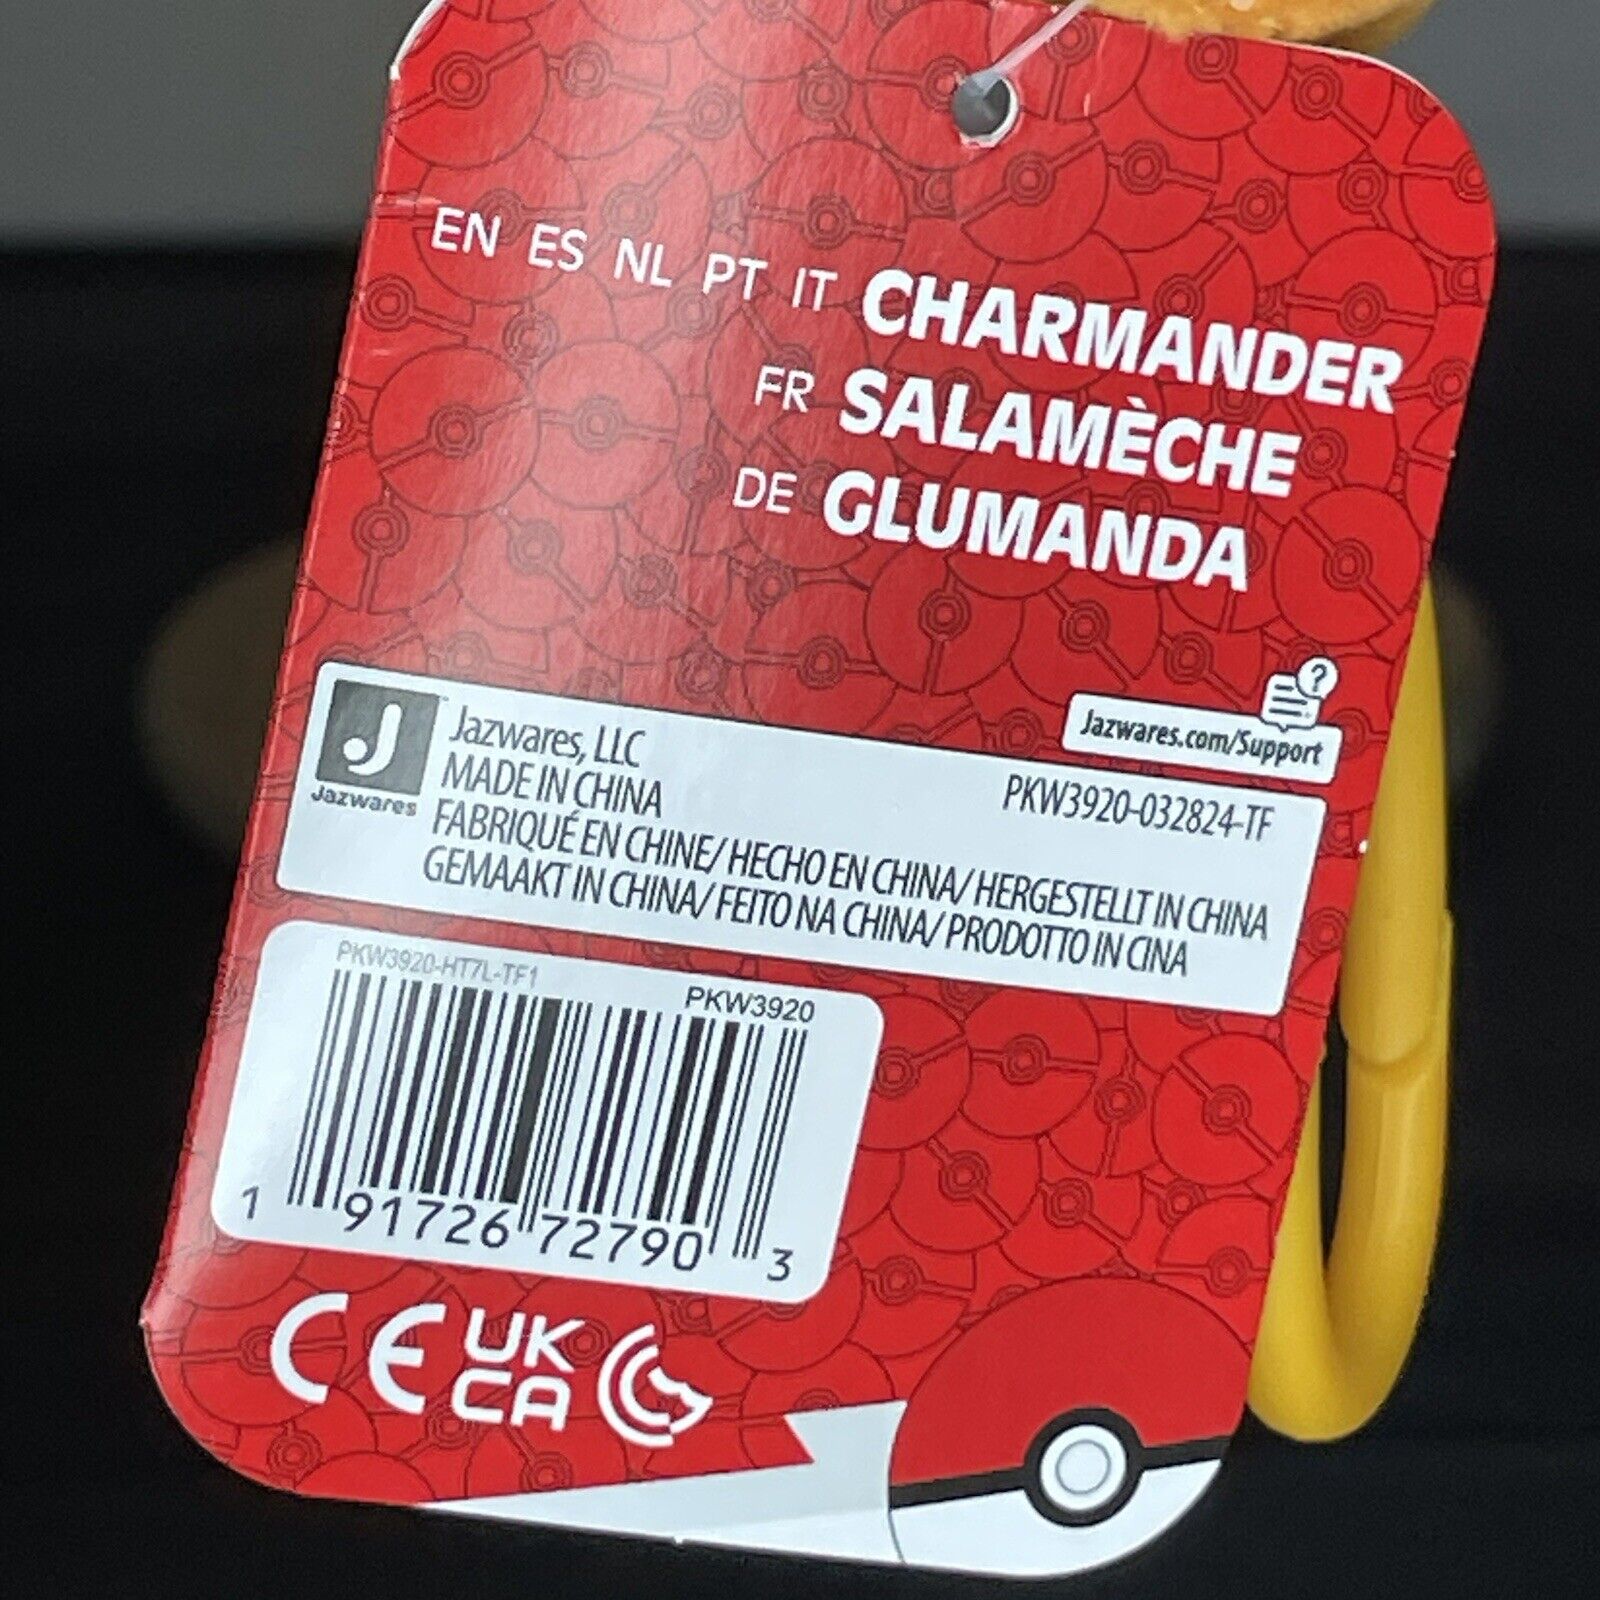 EN ES NL PT IT CHARMANDER
FR SALAMÈCHE
DE GLUMANDA
?
Jazwares.com/Support
J
Jazwares
Jazwares, LLC
MADE IN CHINA
PKW3920-032824-TF
FABRIQUÉ EN CHINE/ HECHO EN CHINA/ HERGESTELLT IN CHINA
GEMAAKT IN CHINA/ FEITO NA CHINA/ PRODOTTO IN CINA
PKW3920-HT7L-TF1
PKW3920
1 91726 72790 3
CE UK
CA